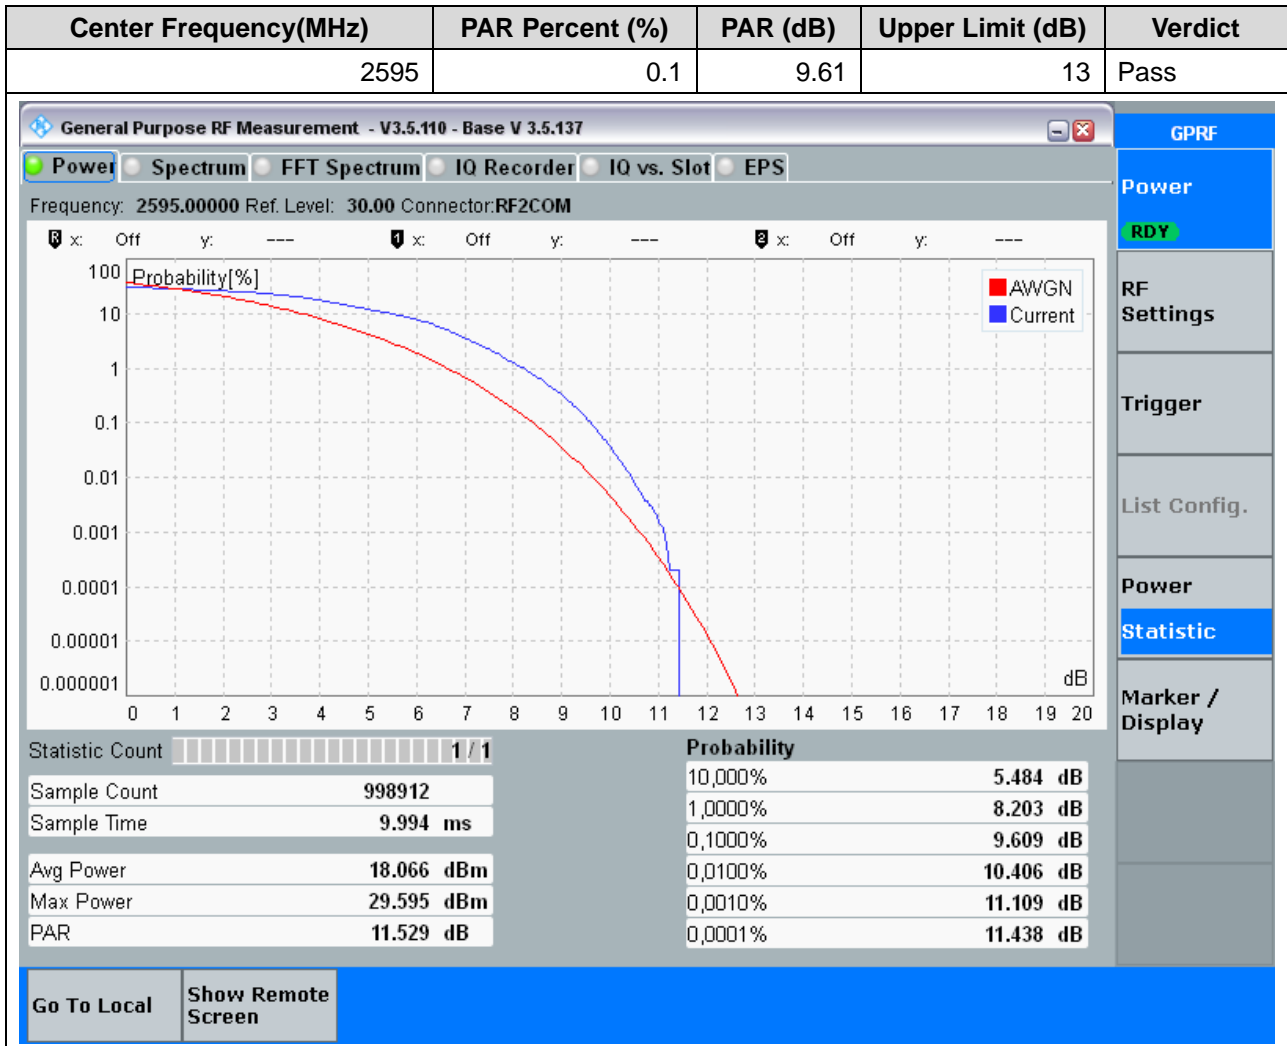 Center Frequency(MHz) PAR Percent (%) PAR (dB) Upper Limit (dB) Verdict
2595 0.1 9.61 13 Pass
General Purpose RF Measurement - V3.5.110 - Base V 3.5.137
GPRF
Power Spectrum FFT Spectrum IQ Recorder IQ vs. Slot EPS
Frequency: 2595.00000 Ref. Level: 30.00 Connector:RF2COM
R x: Off y: --- 1 x: Off y: --- 2 x: Off y: ---
Probability[%]
AWGN
Current
100
10
1
0.1
0.01
0.001
0.0001
0.00001
0.000001
dB
0 1 2 3 4 5 6 7 8 9 10 11 12 13 14 15 16 17 18 19 20
Statistic Count 1 / 1
Sample Count 998912
Sample Time 9.994 ms
Avg Power 18.066 dBm
Max Power 29.595 dBm
PAR 11.529 dB
Probability
10,000% 5.484 dB
1,0000% 8.203 dB
0,1000% 9.609 dB
0,0100% 10.406 dB
0,0010% 11.109 dB
0,0001% 11.438 dB
Power
RDY
RF
Settings
Trigger
List Config.
Power
Statistic
Marker /
Display
Go To Local
Show Remote
Screen